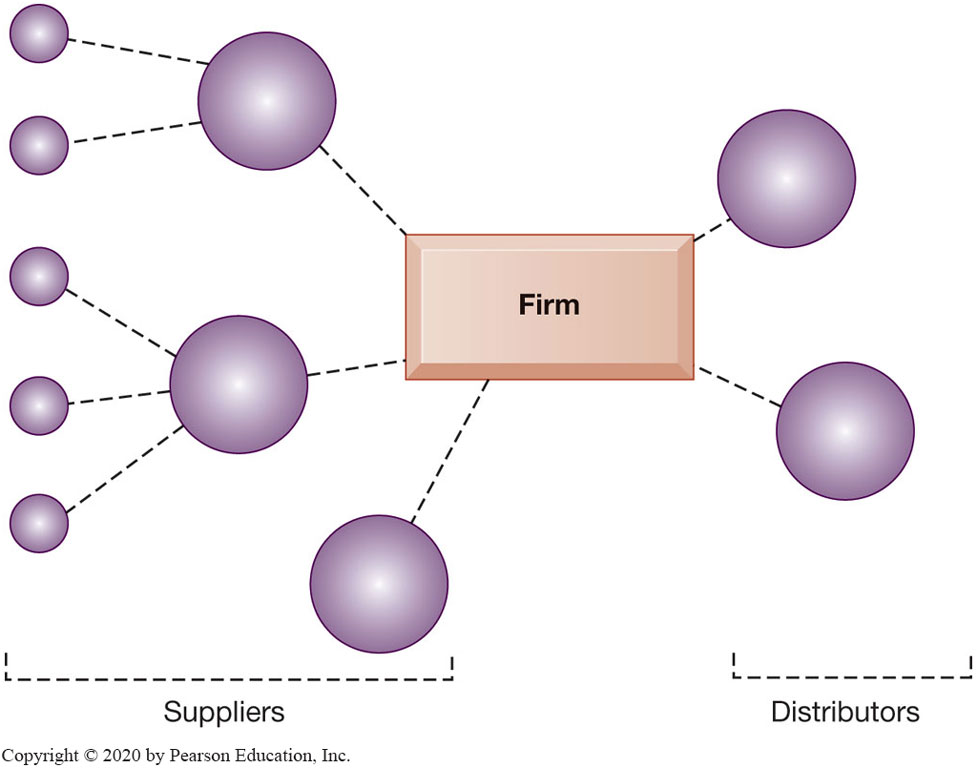 Firm
Suppliers
Distributors
Copyright © 2020 by Pearson Education, Inc.